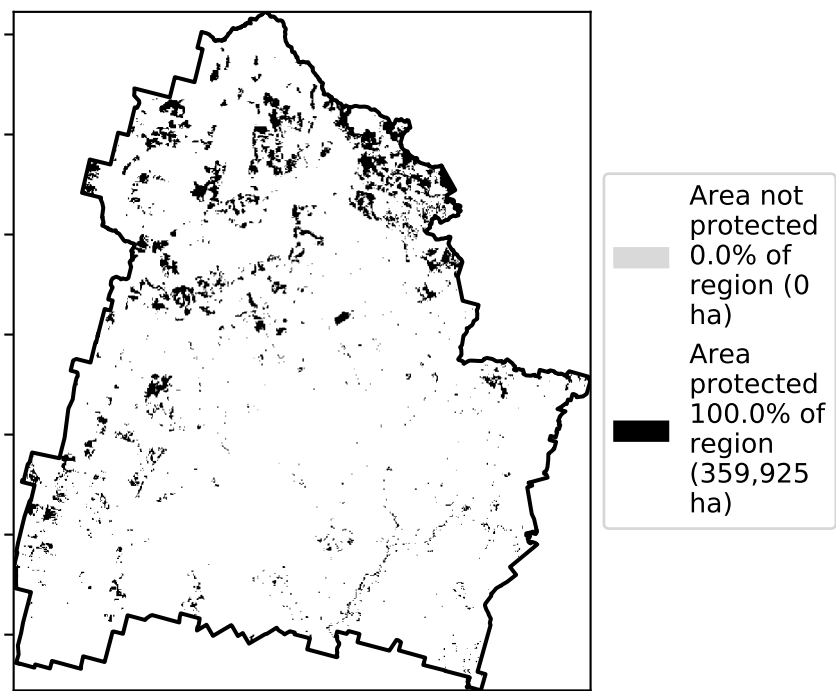 Area not
protected
0.0% of
region (0
ha)
Area
protected
100.0% of
region
(359,925
ha)